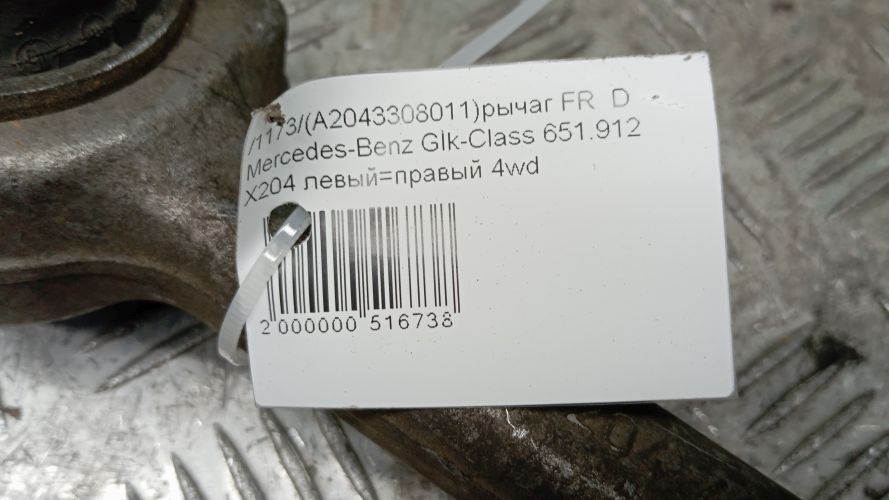 /1173/(A2043308011)рычаг FR D
Mercedes-Benz Glk-Class 651.912
X204 левый=правый 4wd
2 000000 516738